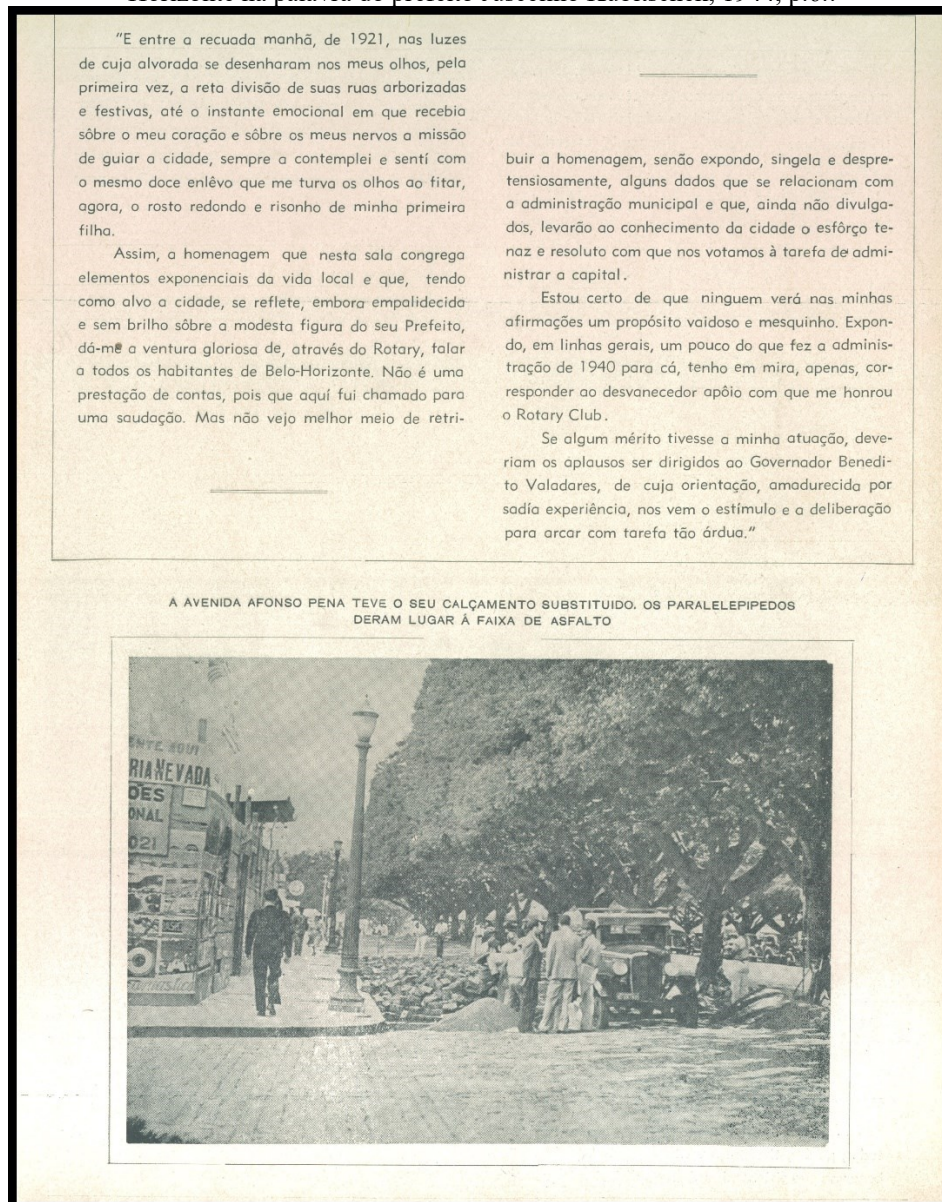 "E entre a recuada manhã, de 1921, nas luzes
de cuja alvorada se desenharam nos meus olhos, pela
primeira vez, a reta divisão de suas ruas arborizadas
e festivas, até o instante emocional em que recebia
sôbre o meu coração e sôbre os meus nervos a missão
de guiar a cidade, sempre a contemplei e sentí com
o mesmo doce enlêvo que me turva os olhos ao fitar,
agora, o rosto redondo e risonho de minha primeira
filha.
Assim, a homenagem que nesta sala congrega
elementos exponenciais da vida local e que, tendo
como alvo a cidade, se reflete, embora empalidecida
e sem brilho sôbre a modesta figura do seu Prefeito,
dá-me a ventura gloriosa de, através do Rotary, falar
a todos os habitantes de Belo-Horizonte. Não é uma
prestação de contas, pois que aquí fui chamado para
uma saudação. Mas não vejo melhor meio de retri-
buir a homenagem, senão expondo, singela e despre-
tensiosamente, alguns dados que se relacionam com
a administração municipal e que, ainda não divulga-
dos, levarão ao conhecimento da cidade o esfôrço te-
naz e resoluto com que nos votamos à tarefa de admi-
nistrar a capital.
Estou certo de que ninguem verá nas minhas
afirmações um propósito vaidoso e mesquinho. Expon-
do, em linhas gerais, um pouco do que fez a adminis-
tração de 1940 para cá, tenho em mira, apenas, cor-
responder ao desvanecedor apôio com que me honrou
o Rotary Club.
Se algum mérito tivesse a minha atuação, deve-
riam os aplausos ser dirigidos ao Governador Benedi-
to Valadares, de cuja orientação, amadurecida por
sadía experiência, nos vem o estímulo e a deliberação
para arcar com tarefa tão árdua."
A AVENIDA AFONSO PENA TEVE O SEU CALÇAMENTO SUBSTITUIDO. OS PARALELEPIPEDOS
DERAM LUGAR Á FAIXA DE ASFALTO
ENTE AQUI
RIA NEVADA
ÕES
ONAL
021